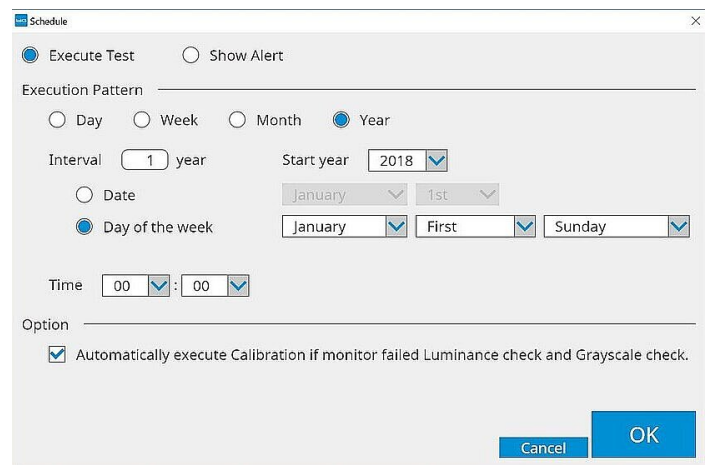 Schedule
Execute Test Show Alert
Execution Pattern
Day Week Month Year
Interval 1 year Start year 2018
Date January 1st
Day of the week January First Sunday
Time 00 : 00
Option
Automatically execute Calibration if monitor failed Luminance check and Grayscale check.
OK
Cancel